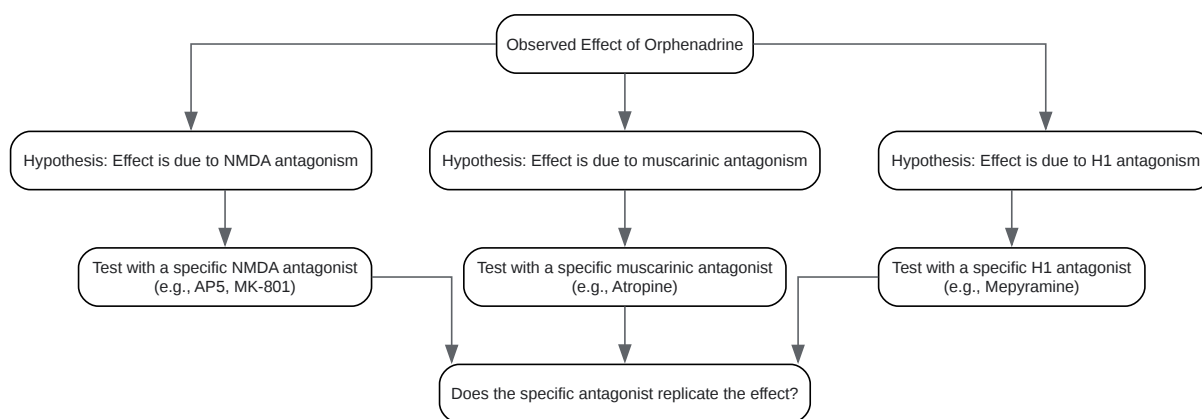 Observed Effect of Orphenadrine
Hypothesis: Effect is due to NMDA antagonism
Hypothesis: Effect is due to muscarinic antagonism
Hypothesis: Effect is due to H1 antagonism
Test with a specific NMDA antagonist
(e.g., AP5, MK-801)
Test with a specific muscarinic antagonist
(e.g., Atropine)
Test with a specific H1 antagonist
(e.g., Mepyramine)
Does the specific antagonist replicate the effect?